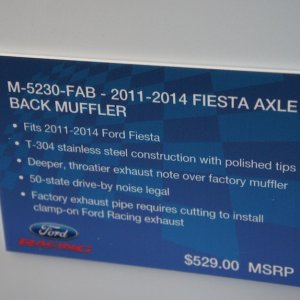 M-5230-FAB - 2011-2014 FIESTA AXLE
BACK MUFFLER
• Fits 2011-2014 Ford Fiesta
• T-304 stainless steel construction with polished tips
• Deeper, throatier exhaust note over factory muffler
• 50-state drive-by noise legal
• Factory exhaust pipe requires cutting to install
clamp-on Ford Racing exhaust
Ford
RACING
$529.00 MSRP